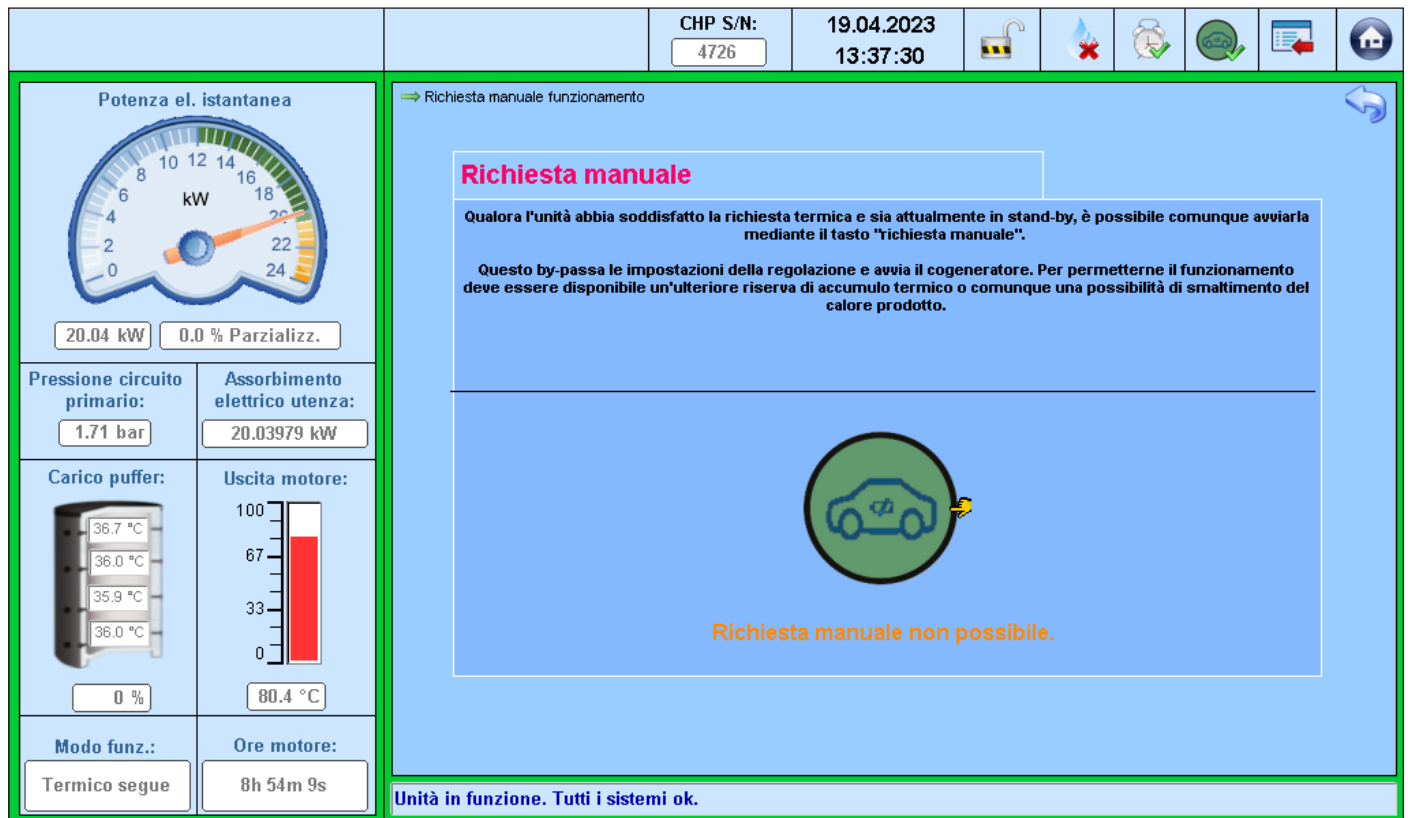 CHP S/N:
4726
19.04.2023
13:37:30
Potenza el. istantanea
0
2
4
6
8
10
12
14
16
18
20
22
24
kW
20.04 kW
0.0 % Parzializz.
Pressione circuito
primario:
1.71 bar
Assorbimento
elettrico utenza:
20.03979 kW
Carico puffer:
36.7 °C
36.0 °C
35.9 °C
36.0 °C
0 %
Uscita motore:
100
67
33
0
80.4 °C
Modo funz.:
Termico segue
Ore motore:
8h 54m 9s
Richiesta manuale funzionamento
Richiesta manuale
Qualora l'unità abbia soddisfatto la richiesta termica e sia attualmente in stand-by, è possibile comunque avviarla
mediante il tasto "richiesta manuale".
Questo by-passa le impostazioni della regolazione e avvia il cogeneratore. Per permetterne il funzionamento
deve essere disponibile un'ulteriore riserva di accumulo termico o comunque una possibilità di smaltimento del
calore prodotto.
Richiesta manuale non possibile.
Unità in funzione. Tutti i sistemi ok.